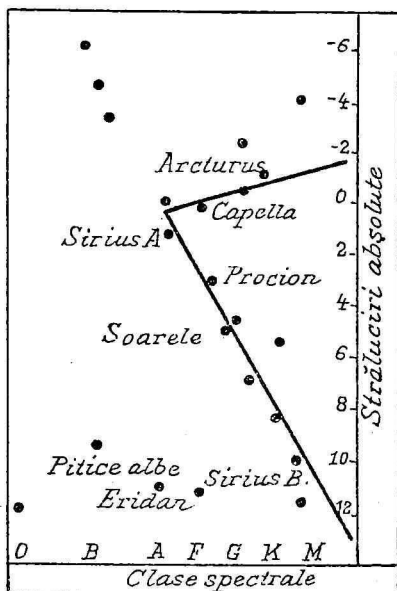 -6
-4
-2
Arcturus
0
Capella
Sirius A
2
Procion
4
Soarele
6
8
Pitice albe
10
Sirius B.
Eridan
12
O B A F G K M
Clase spectrale
Străluciri absolute